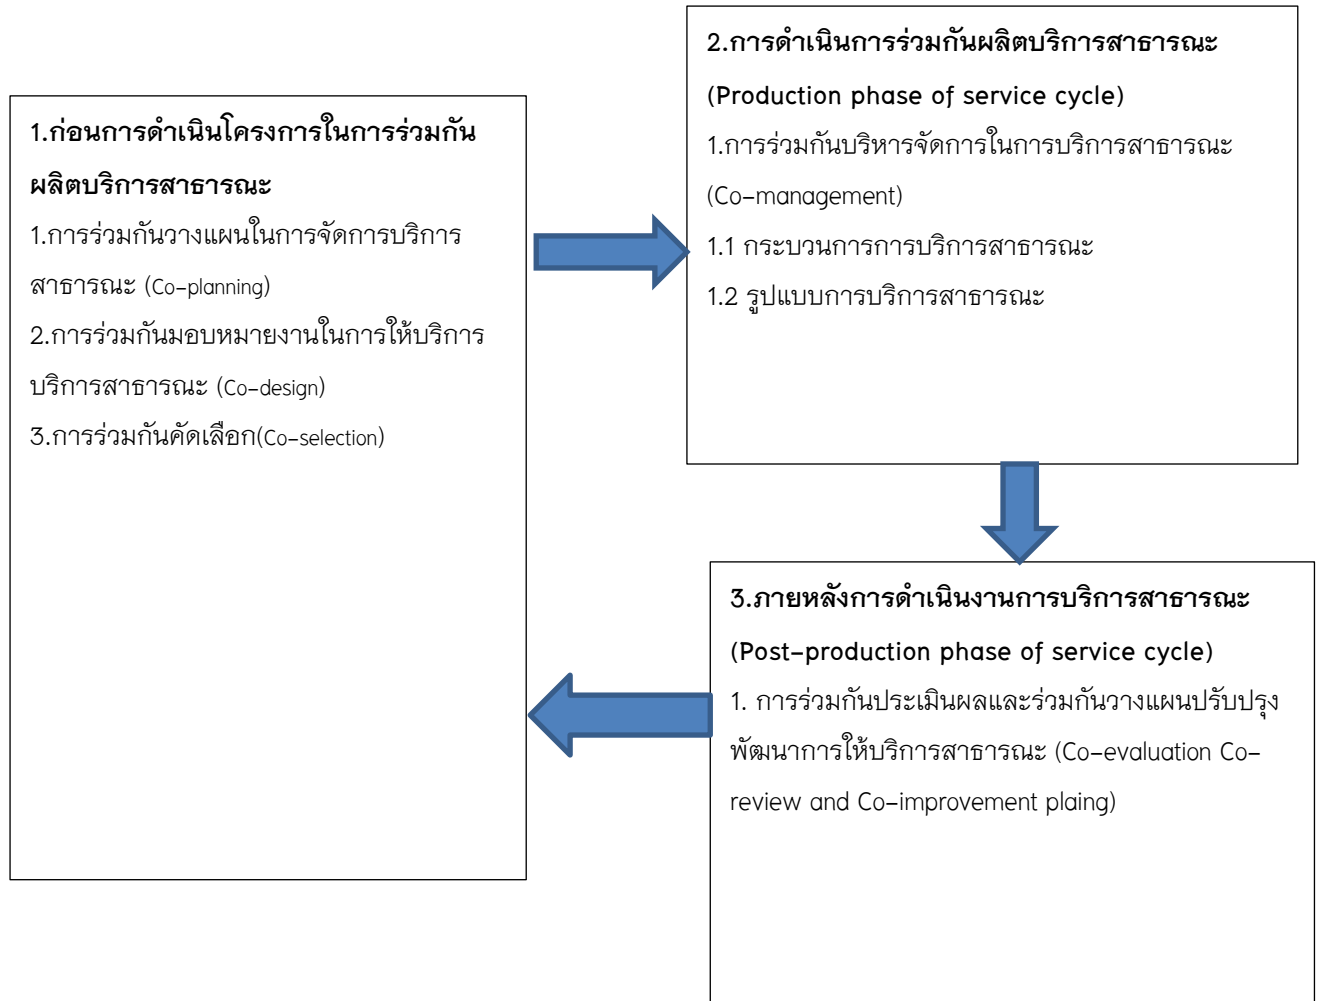 1.ก่อนการดำเนินโครงการในการร่วมกัน
ผลิตบริการสาธารณะ
1.การร่วมกันวางแผนในการจัดการบริการ
สาธารณะ (Co-planning)
2.การร่วมกันมอบหมายงานในการให้บริการ
บริการสาธารณะ (Co-design)
3.การร่วมกันคัดเลือก(Co-selection)
2.การดำเนินการร่วมกันผลิตบริการสาธารณะ
(Production phase of service cycle)
1.การร่วมกันบริหารจัดการในการบริการสาธารณะ
(Co-management)
1.1 กระบวนการการบริการสาธารณะ
1.2 รูปแบบการบริการสาธารณะ
3.ภายหลังการดำเนินงานการบริการสาธารณะ
(Post-production phase of service cycle)
1. การร่วมกันประเมินผลและร่วมกันวางแผนปรับปรุง
พัฒนาการให้บริการสาธารณะ (Co-evaluation Co-
review and Co-improvement plaing)